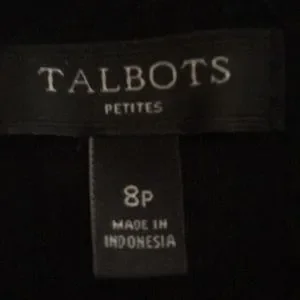 TALBOTS
PETITES
8P
MADE IN
INDONESIA